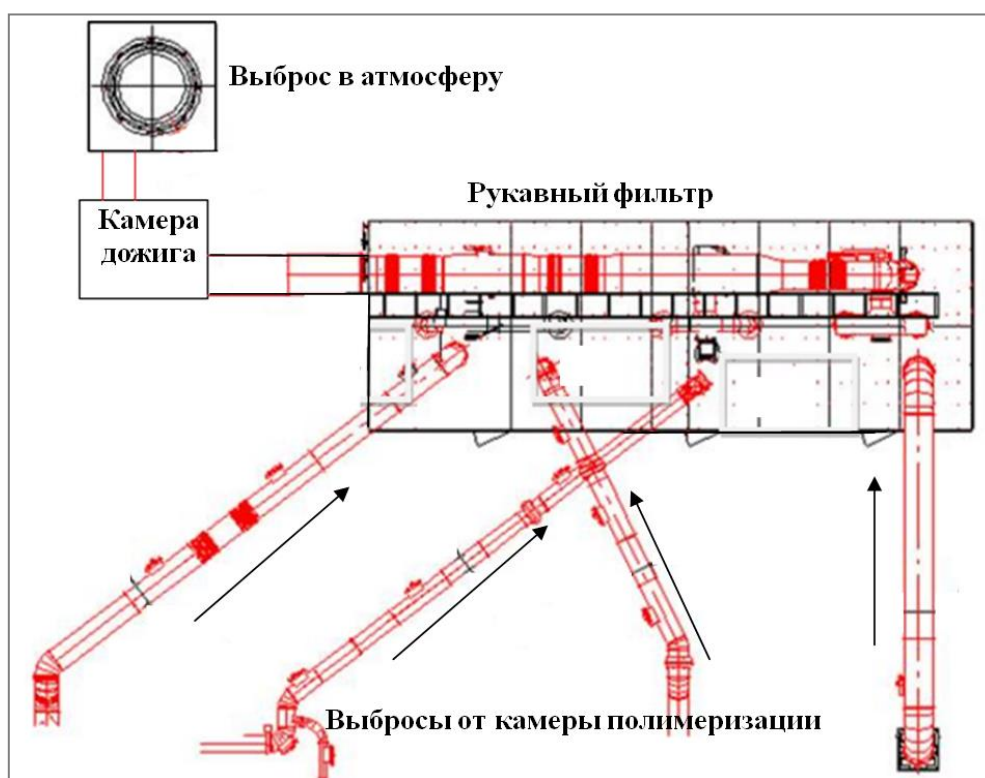 Выброс в атмосферу
Рукавный фильтр
Камера
дожига
Выбросы от камеры полимеризации